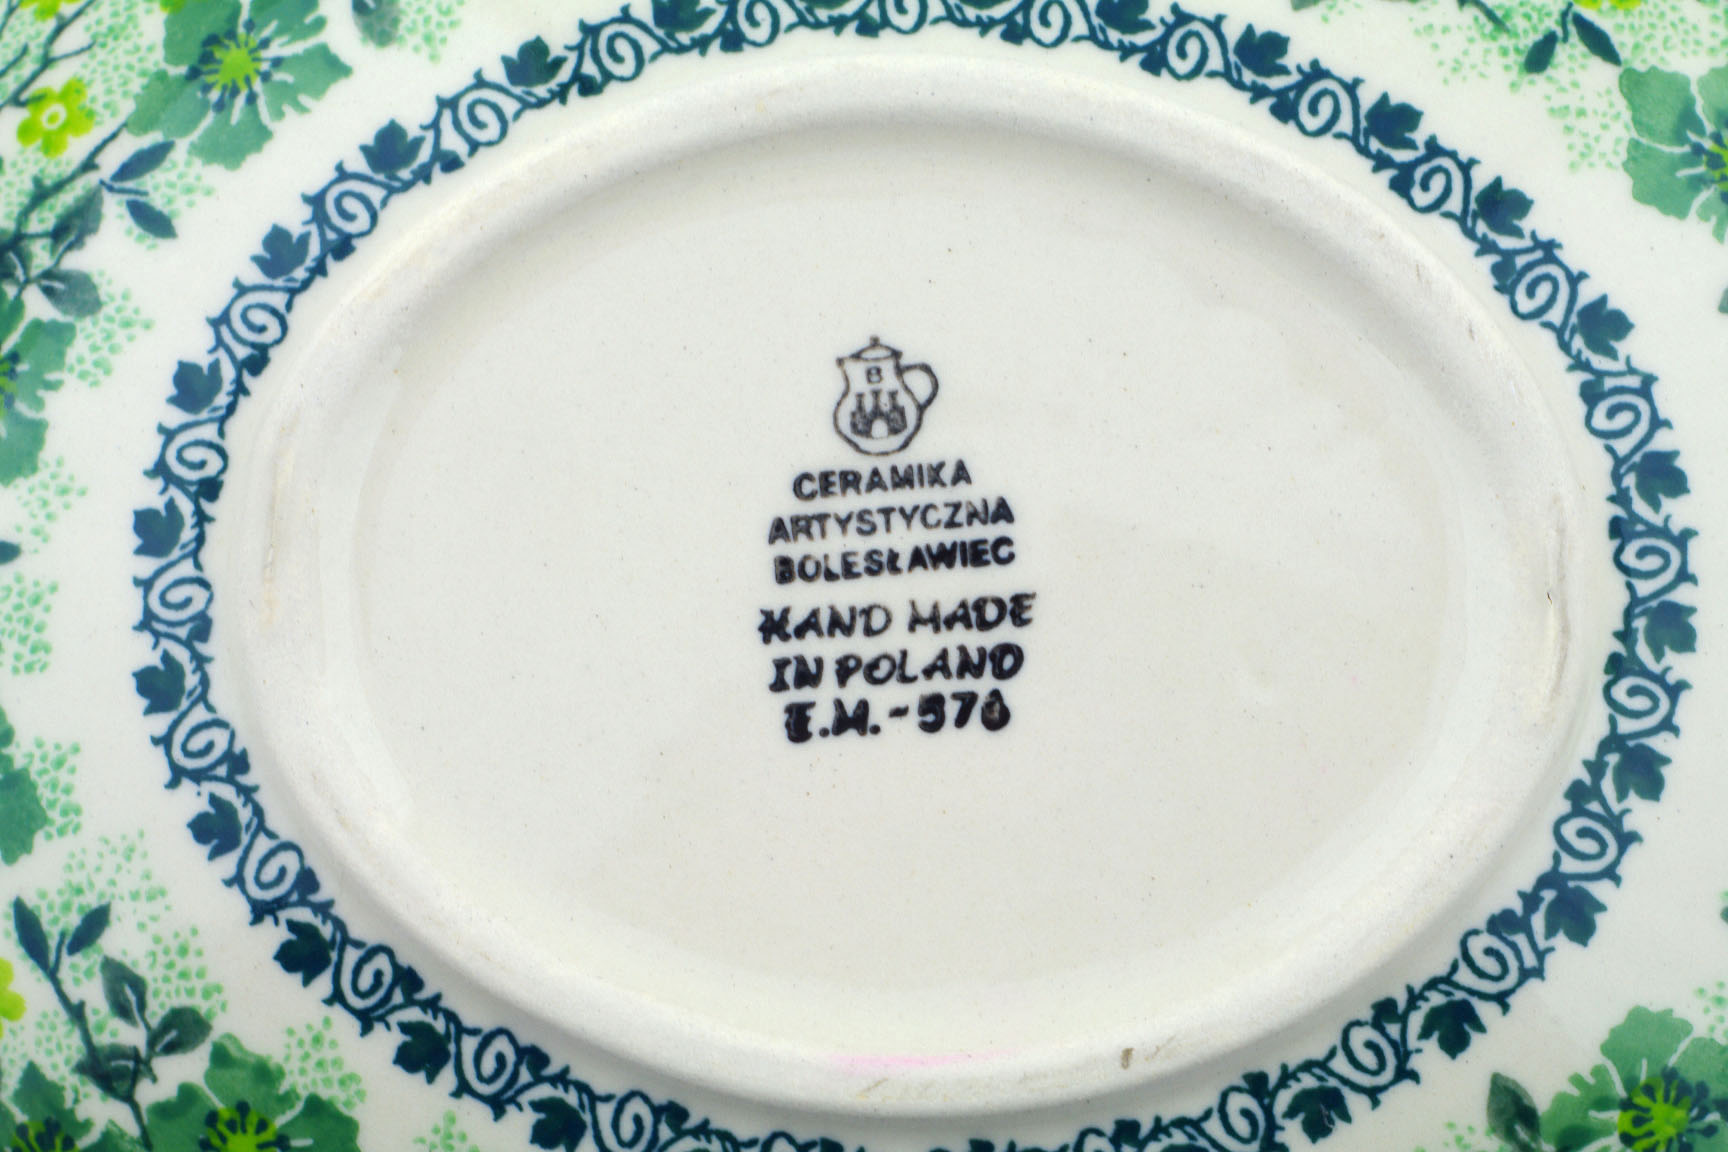 B
CERAMIKA
ARTYSTYCZNA
BOLESŁAWIEC
HAND MADE
IN POLAND